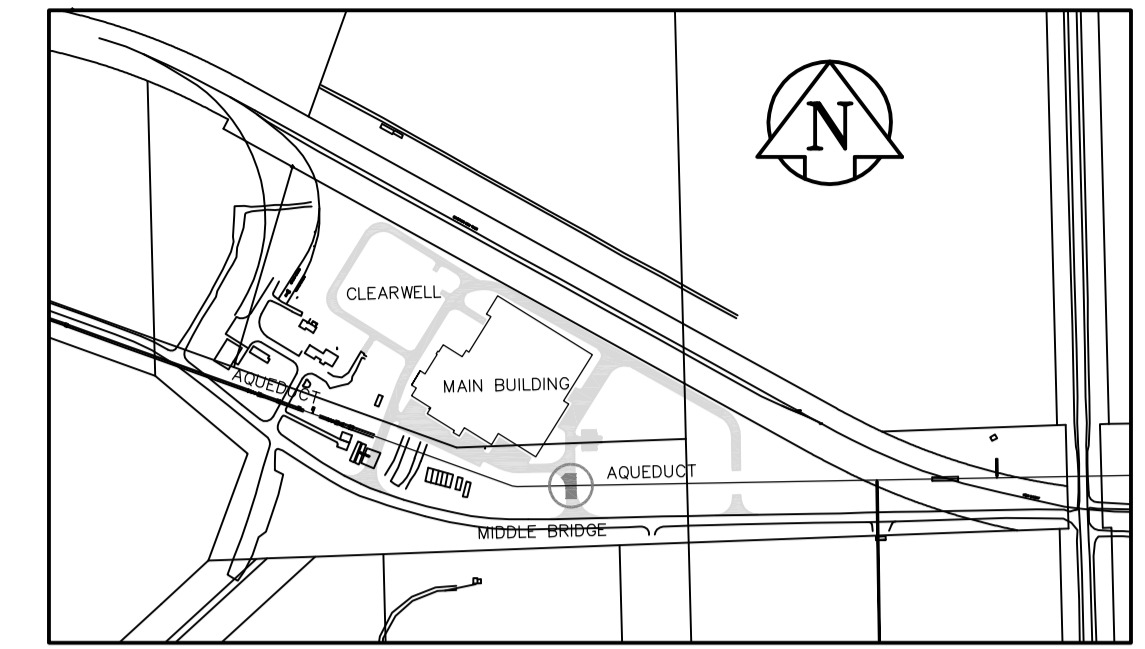 N
CLEARWELL
MAIN BUILDING
AQUEDUCT
AQUEDUCT
1
MIDDLE BRIDGE